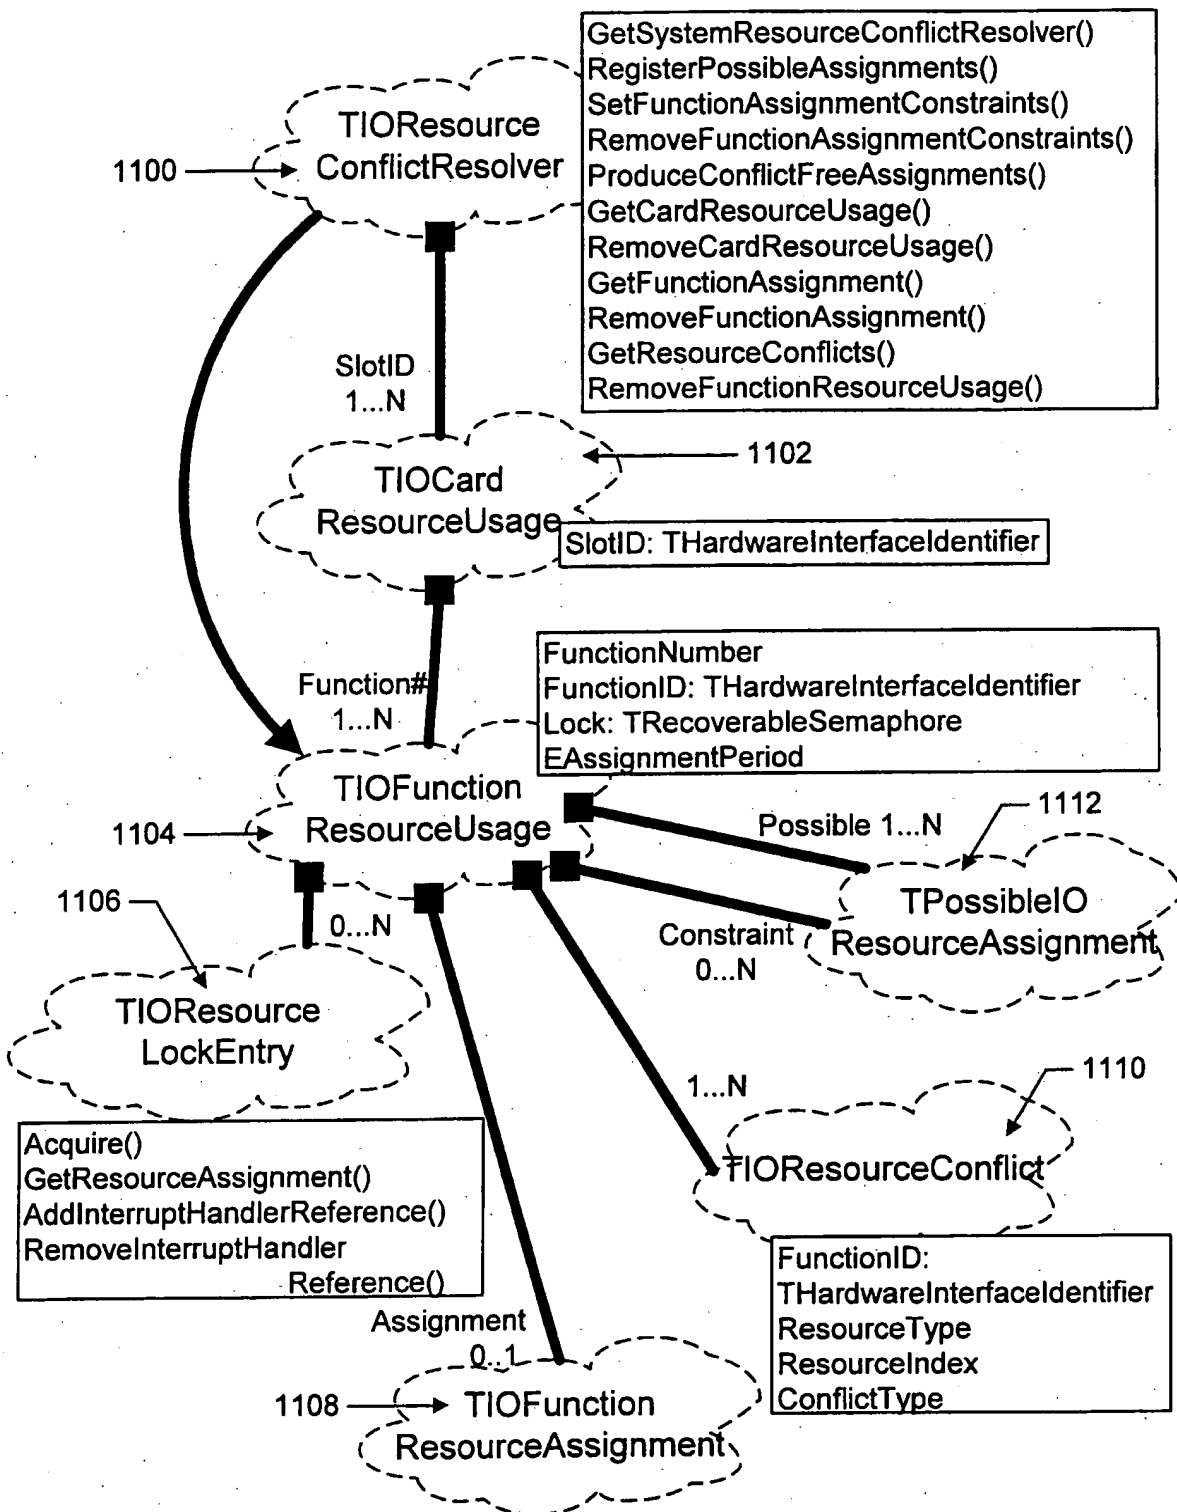 GetSystemResourceConflictResolver()
RegisterPossibleAssignments()
SetFunctionAssignmentConstraints()
RemoveFunctionAssignmentConstraints()
ProduceConflictFreeAssignments()
GetCardResourceUsage()
RemoveCardResourceUsage()
GetFunctionAssignment()
RemoveFunctionAssignment()
GetResourceConflicts()
RemoveFunctionResourceUsage()
TIOResource
ConflictResolver
1100
SlotID
1...N
1102
TIOCard
ResourceUsage
SlotID: THardwareInterfaceIdentifier
Function#
1...N
FunctionNumber
FunctionID: THardwareInterfaceIdentifier
Lock: TRecoverableSemaphore
EAssignmentPeriod
TIOFunction
ResourceUsage
1104
Possible 1...N
1112
TPossibleIO
ResourceAssignment
Constraint
0...N
1106
0...N
TIOResource
LockEntry
1...N
1110
TIOResourceConflict
Acquire()
GetResourceAssignment()
AddInterruptHandlerReference()
RemoveInterruptHandler
Reference()
FunctionID:
THardwareInterfaceIdentifier
ResourceType
ResourceIndex
ConflictType
Assignment
0..1
1108
TIOFunction
ResourceAssignment